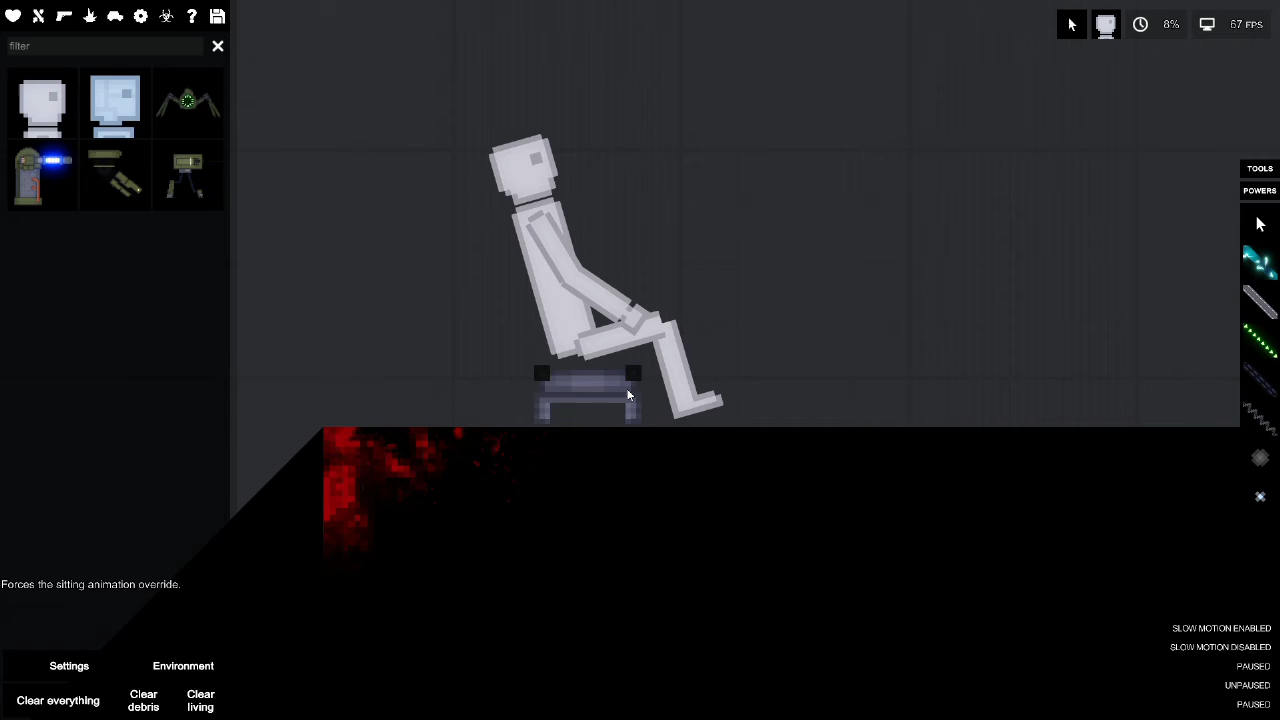 8%
67 FPS
filter
TOOLS
POWERS
Forces the sitting animation override.
SLOW MOTION ENABLED
SLOW MOTION DISABLED
PAUSED
UNPAUSED
PAUSED
Settings
Environment
Clear everything
Clear debris
Clear living